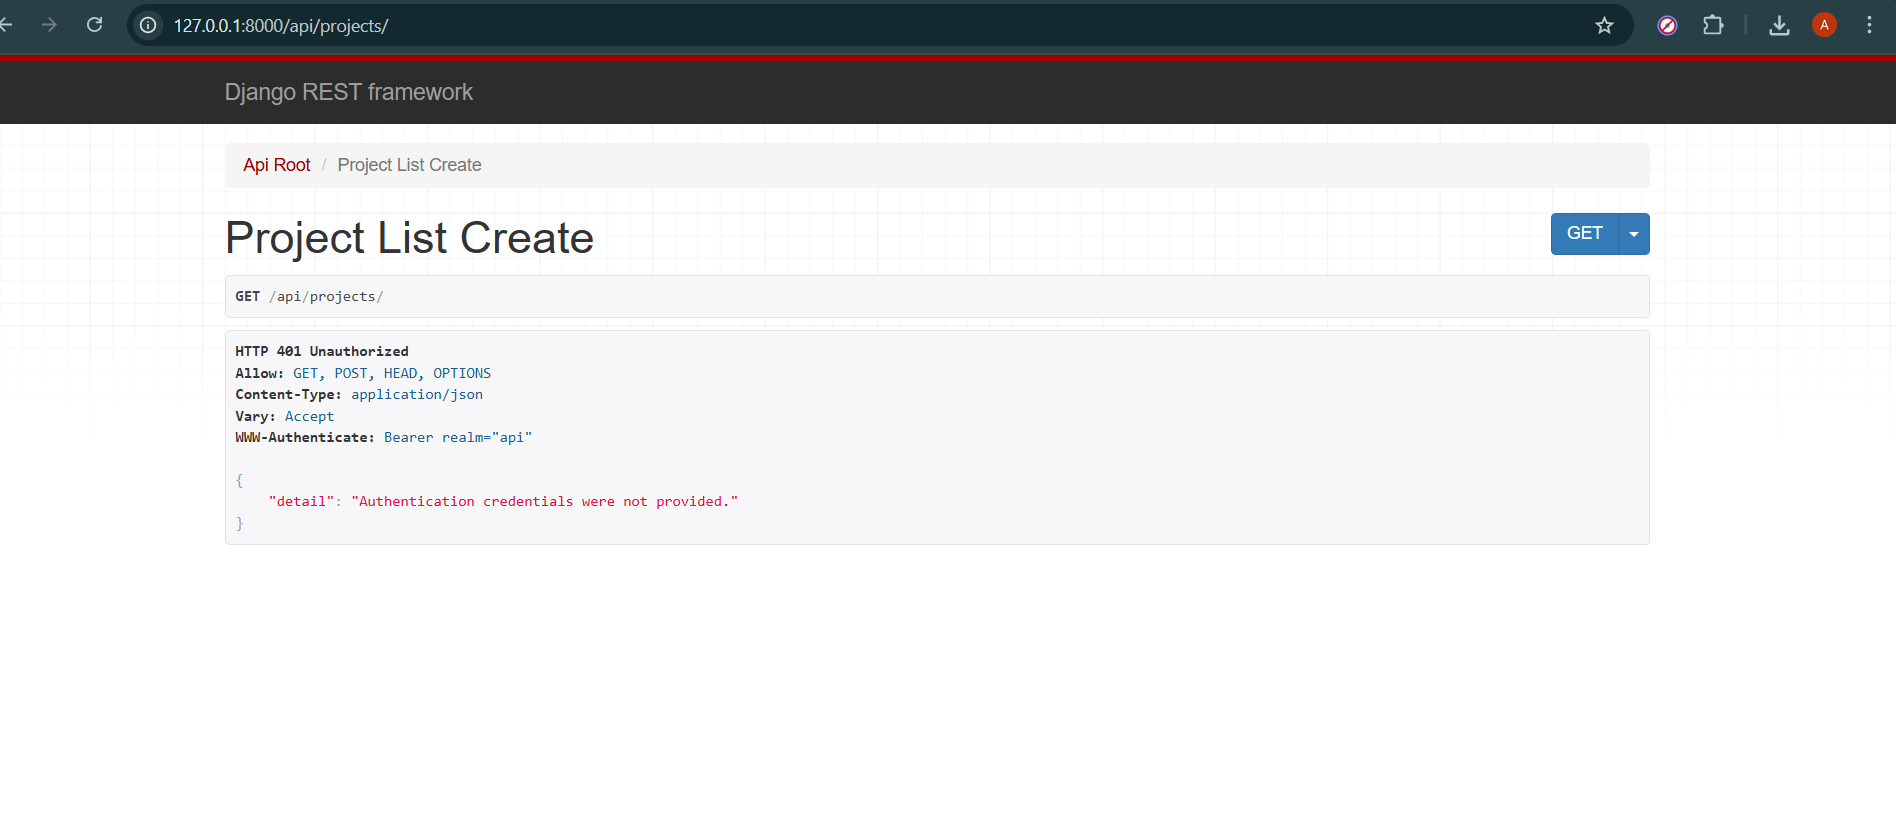 127.0.0.1:8000/api/projects/
A
Django REST framework
Api Root / Project List Create
Project List Create
GET
GET /api/projects/
HTTP 401 Unauthorized
Allow: GET, POST, HEAD, OPTIONS
Content-Type: application/json
Vary: Accept
WWW-Authenticate: Bearer realm="api"
{
    "detail": "Authentication credentials were not provided."
}